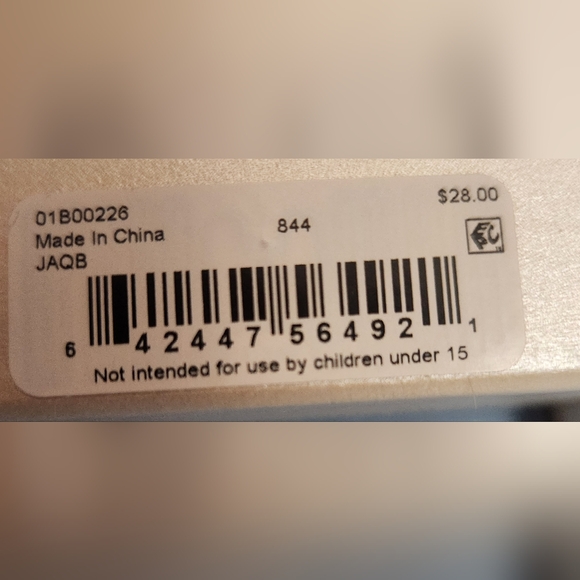 01B00226
$28.00
Made In China
844
JAQB
6 42447 56492 1
Not intended for use by children under 15